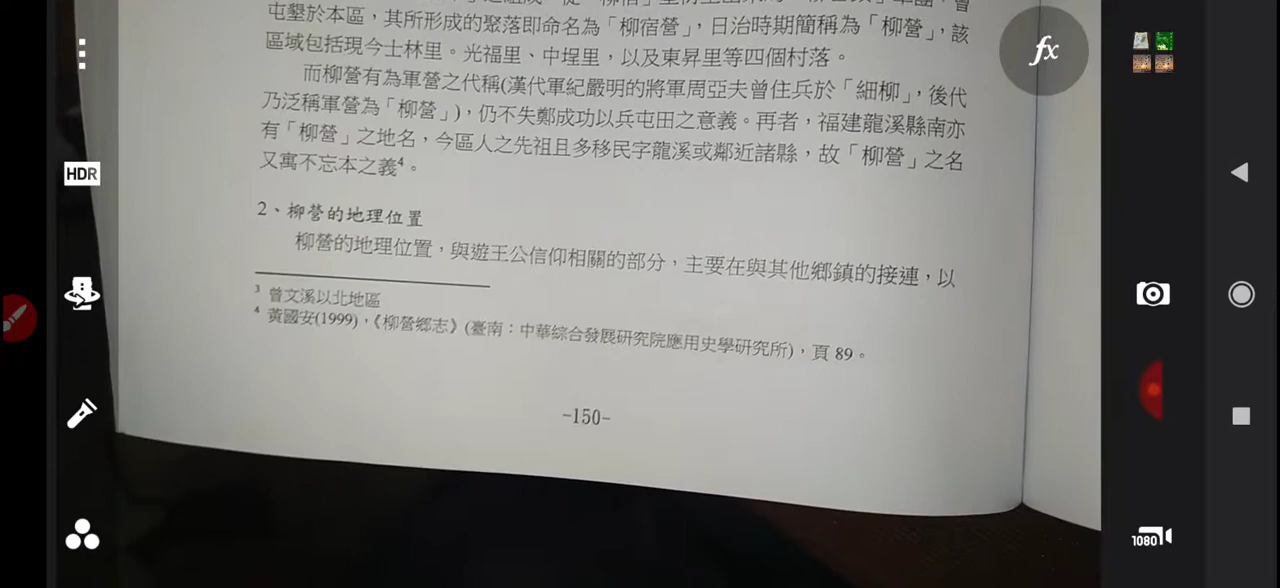 屯墾於本區，其所形成的聚落即命名為「柳宿營」，日治時期簡稱為「柳營」，該
區域包括現今士林里。光福里、中埕里，以及東昇里等四個村落。
而柳營有為軍營之代稱(漢代軍紀嚴明的將軍周亞夫曾住兵於「細柳」，後代
乃泛稱軍營為「柳營」)，仍不失鄭成功以兵屯田之意義。再者，福建龍溪縣南亦
有「柳營」之地名，今區人之先祖且多移民字龍溪或鄰近諸縣，故「柳營」之名
又寓不忘本之義4。
2、柳營的地理位置
柳營的地理位置，與遊王公信仰相關的部分，主要在與其他鄉鎮的接連，以
3 曾文溪以北地區
4 黃國安(1999)，《柳營鄉志》(臺南：中華綜合發展研究院應用史學研究所)，頁 89。
-150-
fx
HDR
1080